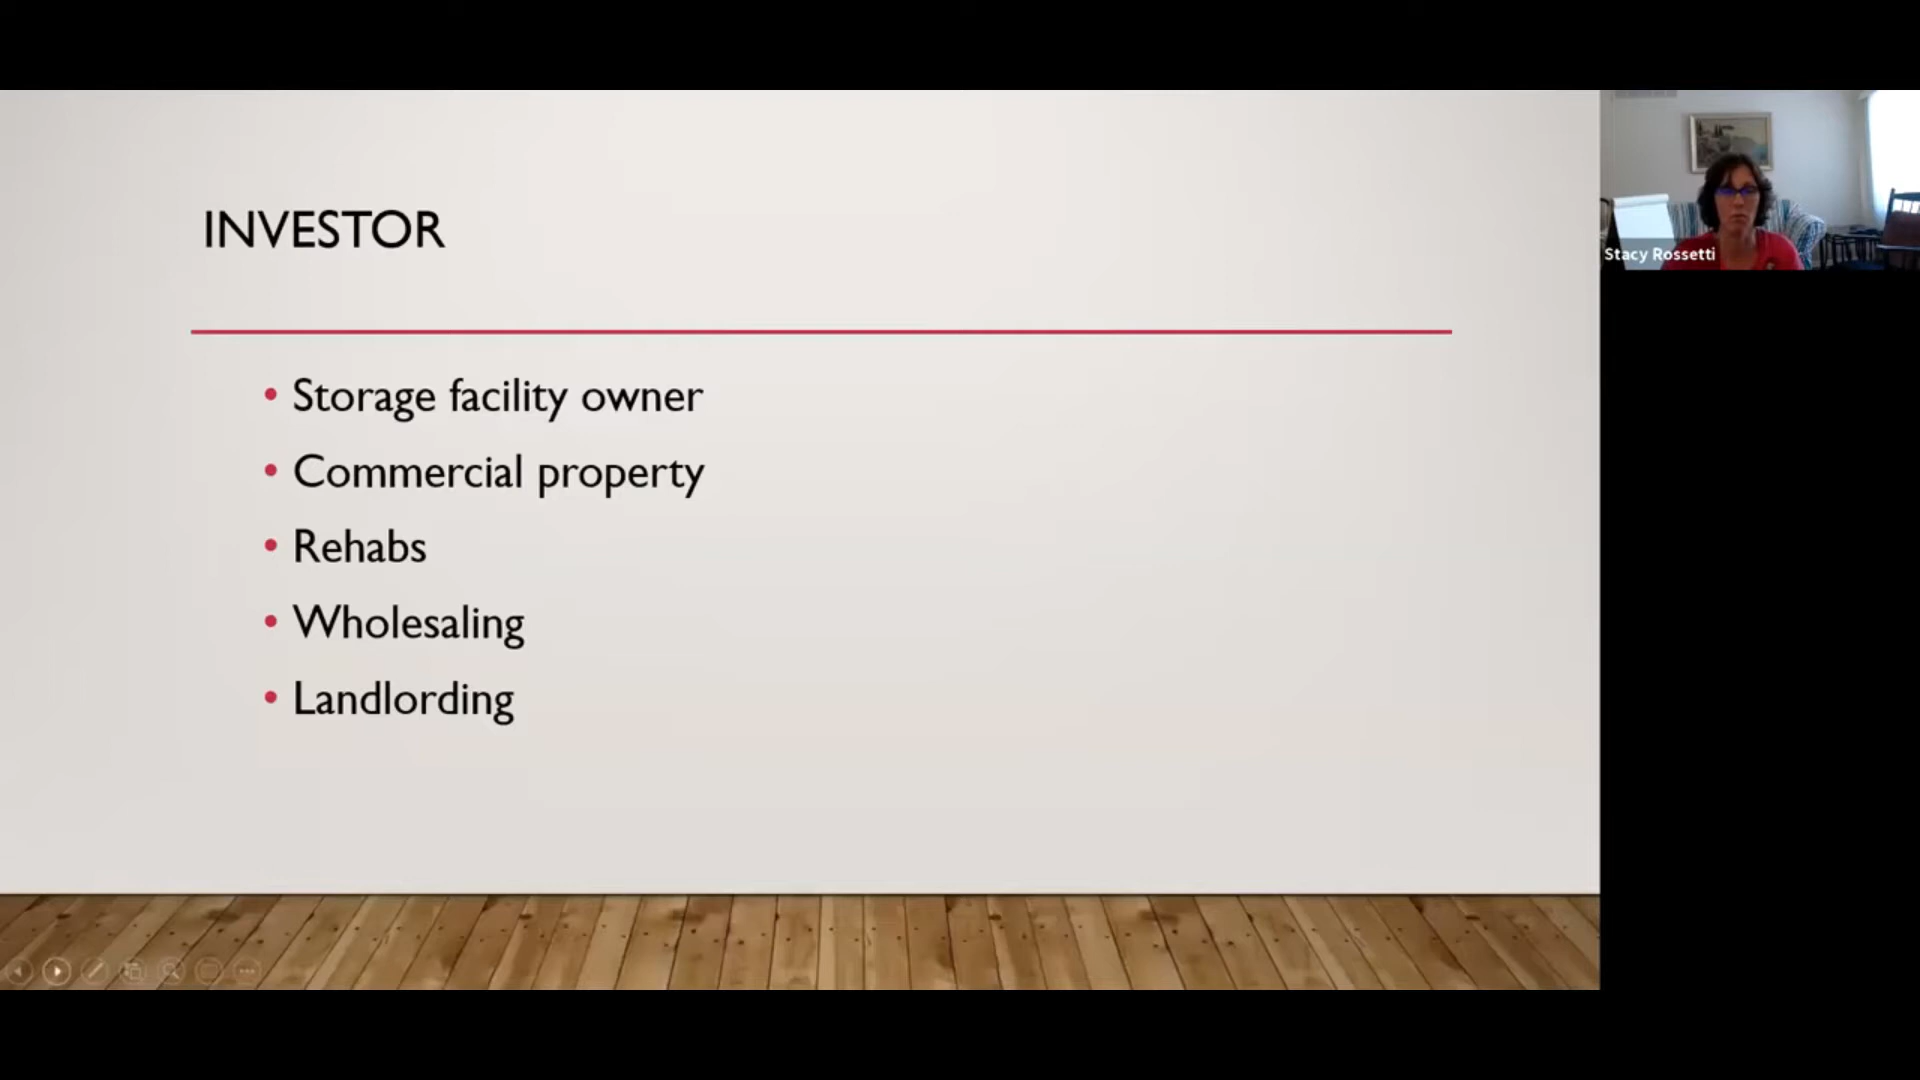 INVESTOR
• Storage facility owner
• Commercial property
• Rehabs
• Wholesaling
• Landlording
Stacy Rossetti